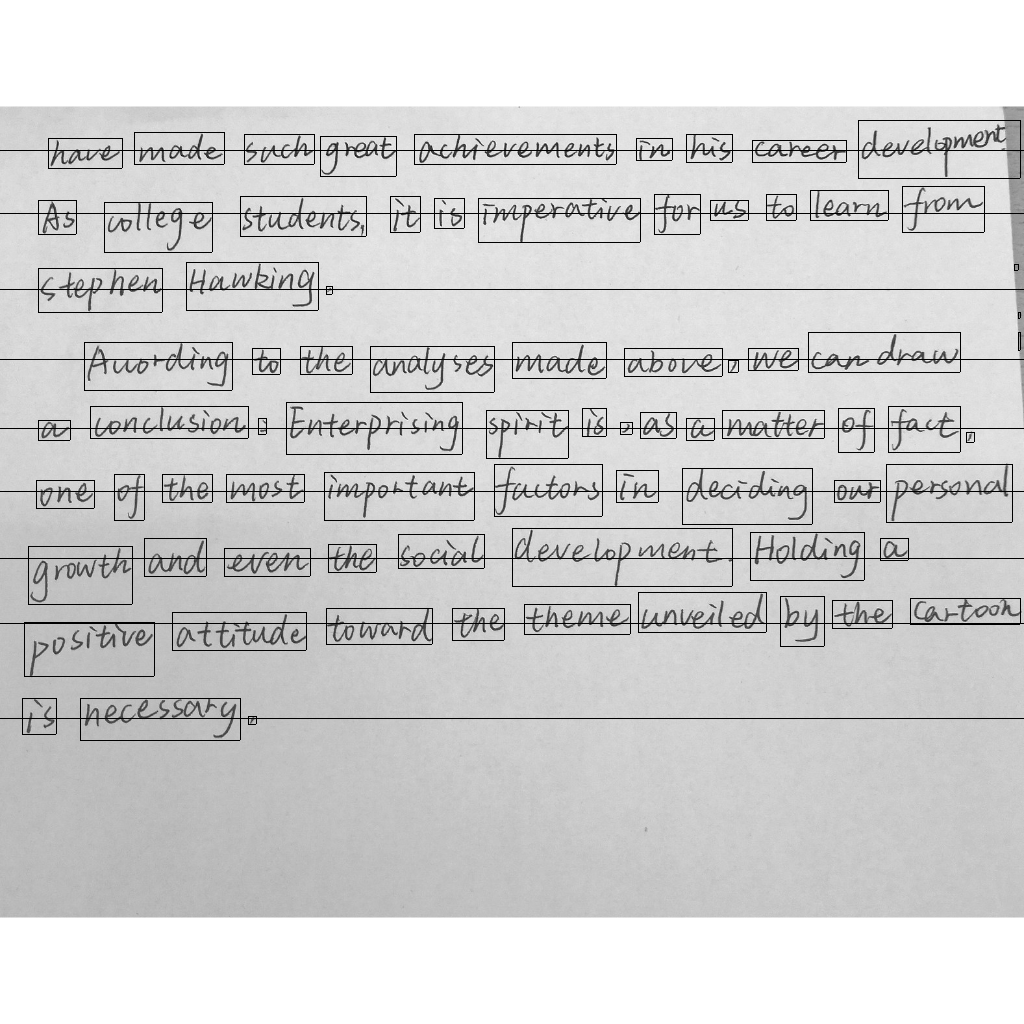 have made such great achievements in his career development
As college students, it is imperative for us to learn from
stephen Hawking.
Auording to the analyses made above, we can draw
a conclusion: Enterprising spirit is, as a matter of fact,
one of the most important factors in deciding our personal
growth and even the social development. Holding a
positive attitude toward the theme unveiled by the cartoon
is necessary.